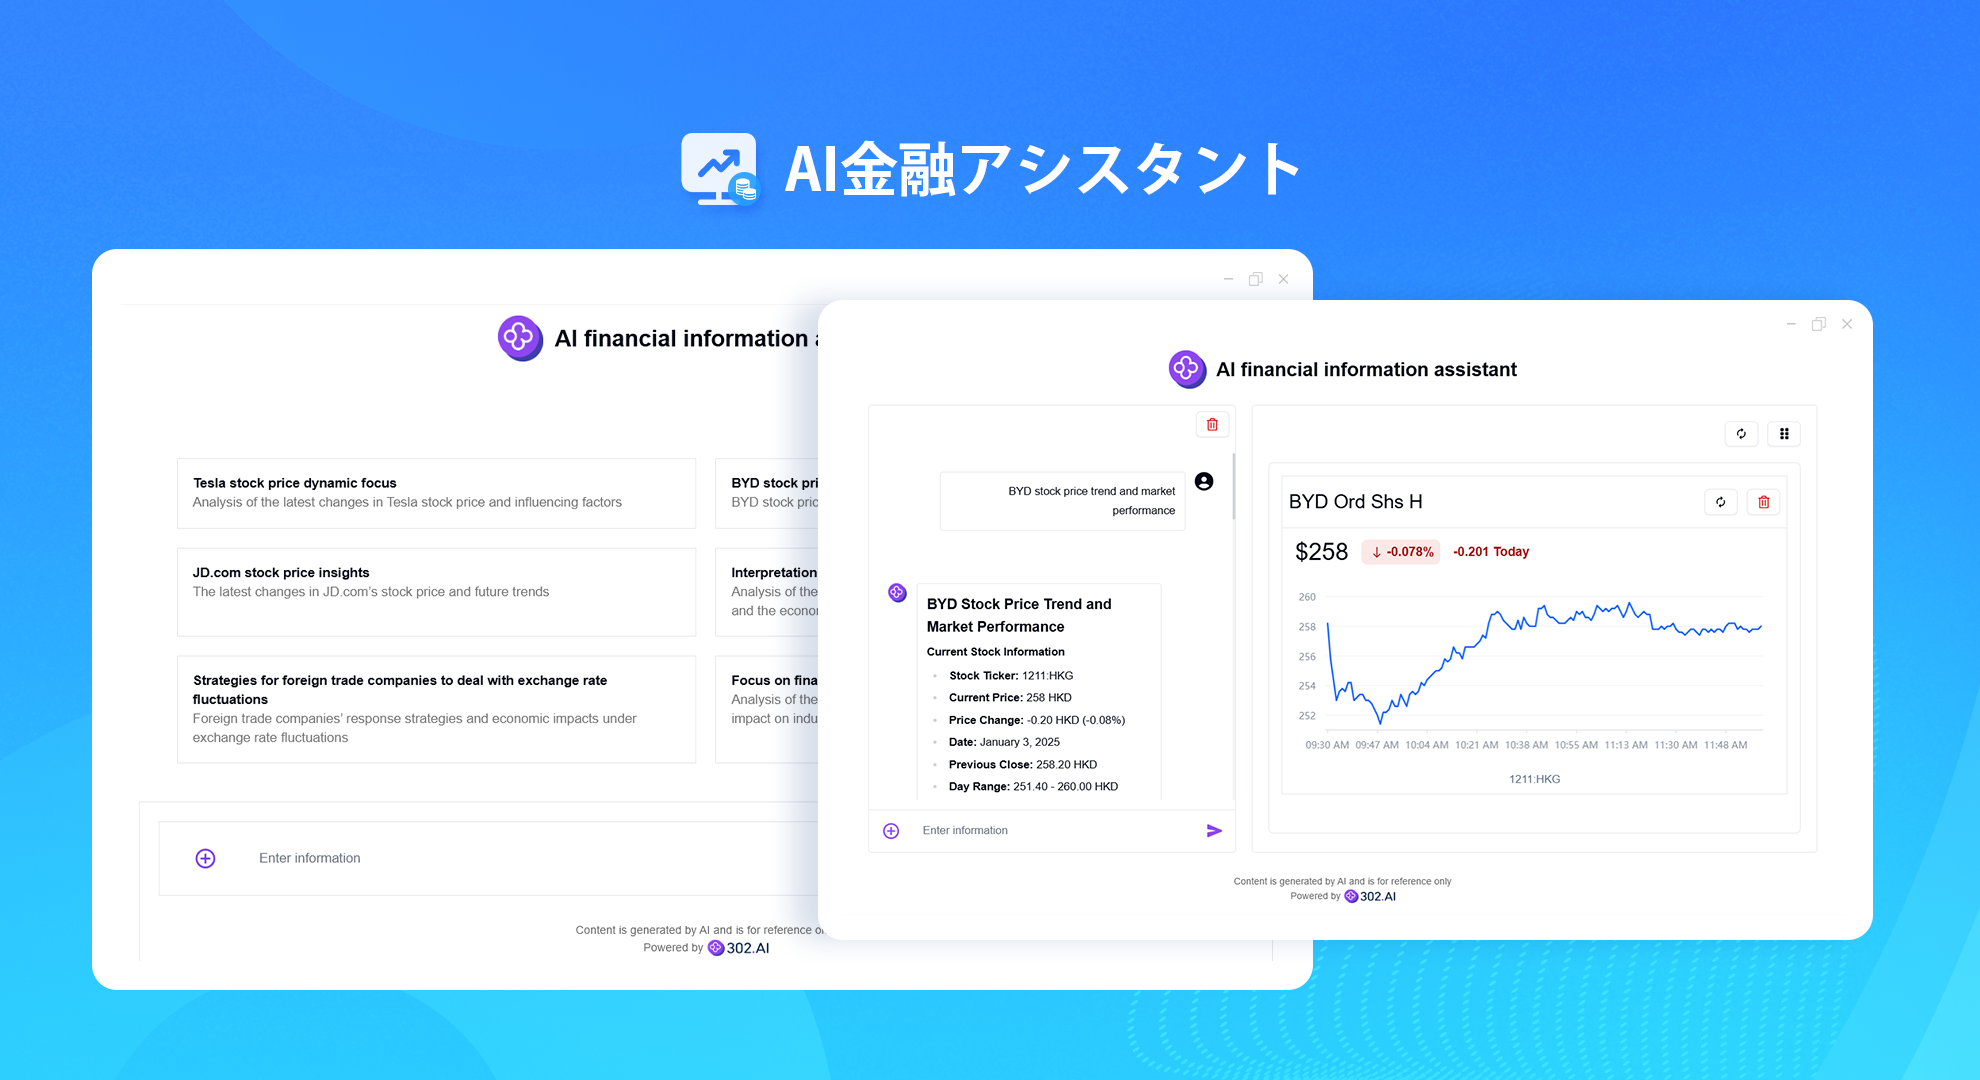 AI金融アシスタント
AI financial information
Tesla stock price dynamic focus
Analysis of the latest changes in Tesla stock price and influencing factors
BYD stock
BYD stock
JD.com stock price insights
The latest changes in JD.com's stock price and future trends
Interpretation
Analysis of the
and the
Strategies for foreign trade companies to deal with exchange rate
fluctuations
Foreign trade companies' response strategies and economic impacts under
exchange rate fluctuations
Focus on
Analysis of the
impact on
Enter information
Content is generated by AI and is for reference
Powered by 302.AI
AI financial information assistant
BYD stock price trend and market
performance
BYD Stock Price Trend and
Market Performance
Current Stock Information
Stock Ticker: 1211:HKG
Current Price: 258 HKD
Price Change: -0.20 HKD (-0.08%)
Date: January 3, 2025
Previous Close: 258.20 HKD
Day Range: 251.40 - 260.00 HKD
Enter information
BYD Ord Shs H
$258 ↓ -0.078% -0.201 Today
260
258
256
254
252
09:30 AM 09:47 AM 10:04 AM 10:21 AM 10:38 AM 10:55 AM 11:13 AM 11:30 AM 11:48 AM
1211:HKG
Content is generated by AI and is for reference only
Powered by 302.AI